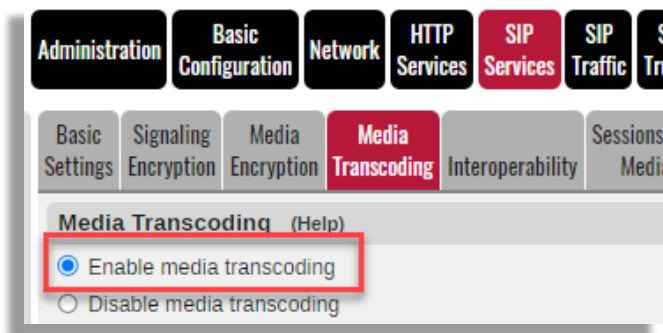 Administration
Basic
Configuration
Network
HTTP
Services
SIP
Services
SIP
Traffic
Basic
Settings
Signaling
Encryption
Media
Encryption
Media
Transcoding
Interoperability
Sessions
Media Transcoding (Help)
Enable media transcoding
Disable media transcoding